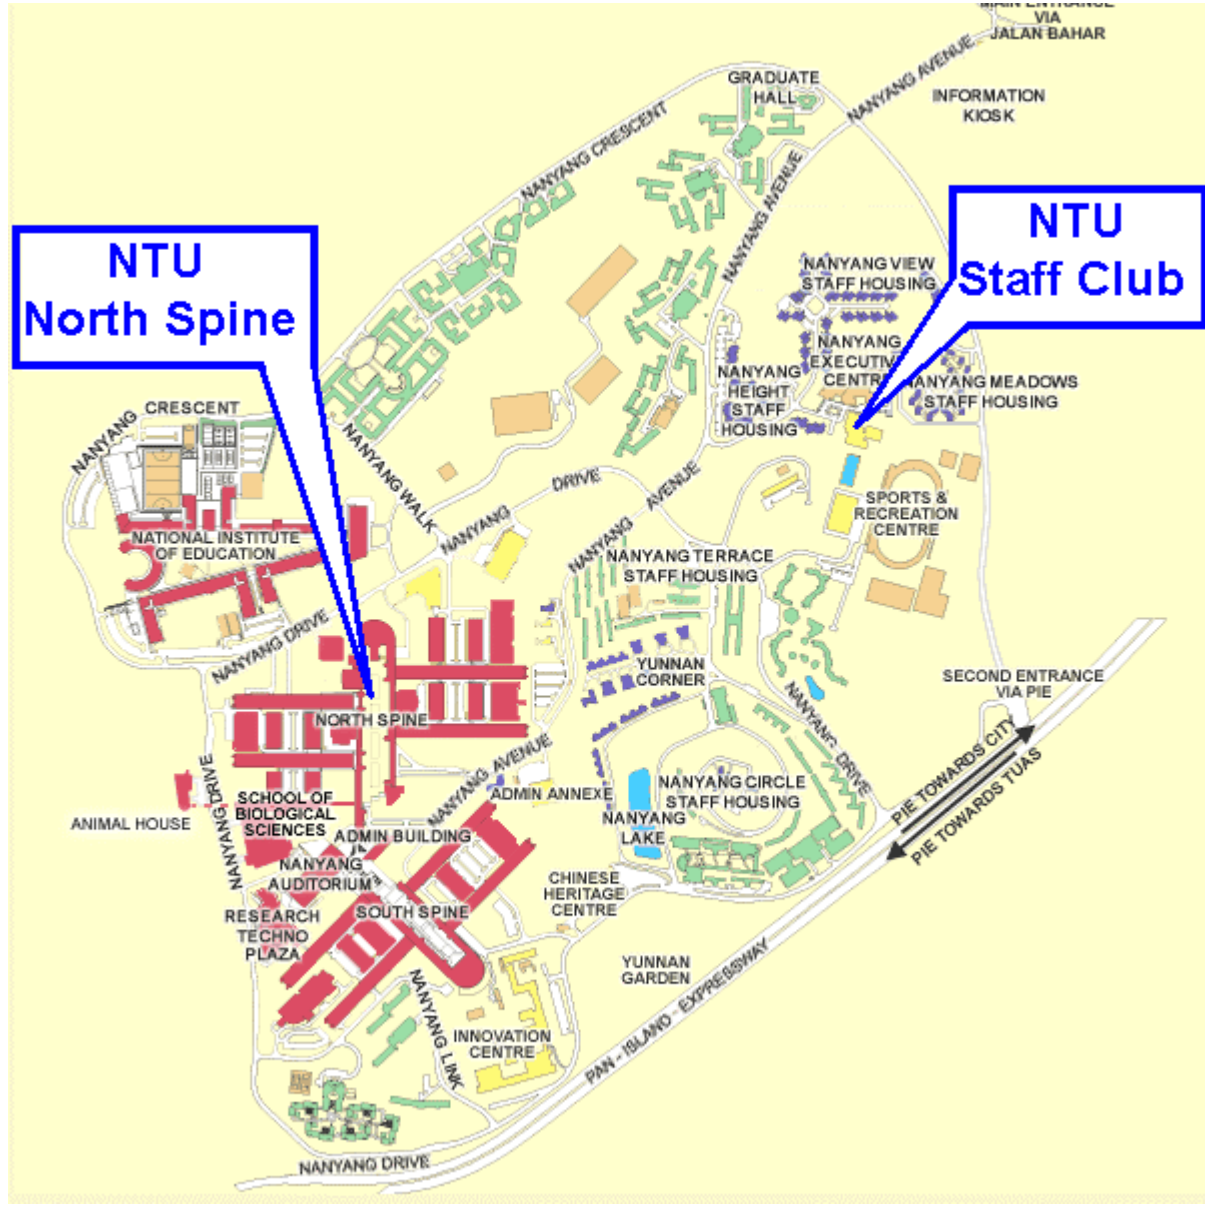 MAIN ENTRANCE
VIA
JALAN BAHAR
NANYANG AVENUE
GRADUATE
HALL
INFORMATION
KIOSK
NANYANG CRESCENT
NANYANG AVENUE
NTU
Staff Club
NTU
North Spine
NANYANG VIEW
STAFF HOUSING
NANYANG
EXECUTIVE
CENTRE
NANYANG
HEIGHT
STAFF
HOUSING
NANYANG MEADOWS
STAFF HOUSING
NANYANG
CRESCENT
NANYANG WALK
NANYANG
DRIVE
NANYANG
AVENUE
SPORTS &
RECREATION
CENTRE
NATIONAL INSTITUTE
OF EDUCATION
NANYANG TERRACE
STAFF HOUSING
NANYANG DRIVE
YUNNAN
CORNER
SECOND ENTRANCE
VIA PIE
NANYANG DRIVE
NORTH SPINE
NANYANG AVENUE
PIE TOWARDS CITY
PIE TOWARDS TUAS
NANYANG CIRCLE
STAFF HOUSING
ADMIN ANNEXE
NANYANG
LAKE
NANYANG DRIVE
SCHOOL OF
BIOLOGICAL
SCIENCES
ANIMAL HOUSE
ADMIN BUILDING
NANYANG
AUDITORIUM
CHINESE
HERITAGE
CENTRE
SOUTH SPINE
RESEARCH
TECHNO
PLAZA
YUNNAN
GARDEN
PAN - ISLAND - EXPRESSWAY
NANYANG LINK
INNOVATION
CENTRE
NANYANG DRIVE